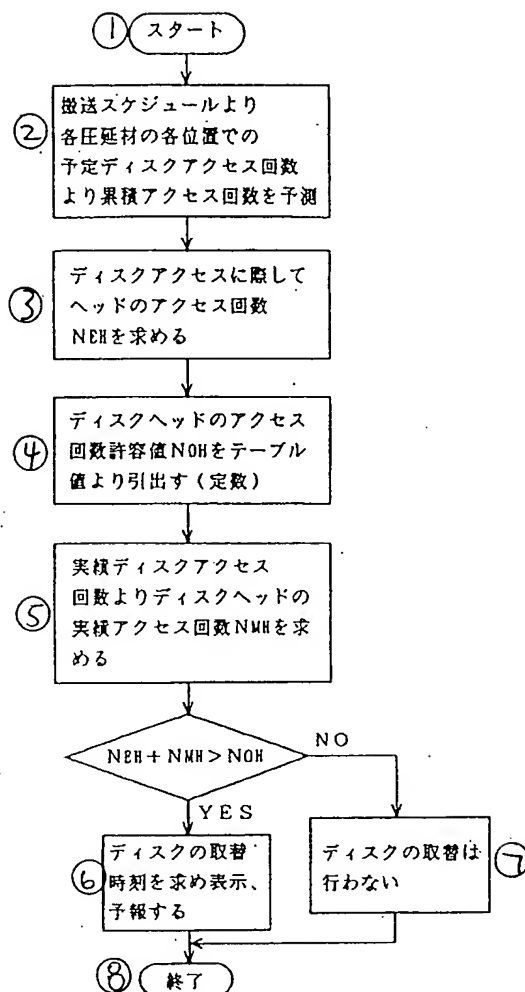 ① スタート
② 搬送スケジュールより
各圧延材の各位置での
予定ディスクアクセス回数
より累積アクセス回数を予測
③ ディスクアクセスに際して
ヘッドのアクセス回数
NEHを求める
④ ディスクヘッドのアクセス
回数許容値NOHをテーブル
値より引出す(定数)
⑤ 実績ディスクアクセス
回数よりディスクヘッドの
実績アクセス回数NMHを求
める
NEH+NMH>NOH
NO
YES
⑥ ディスクの取替
時刻を求め表示、
予報する
ディスクの取替は
行わない ⑦
⑧ 終了